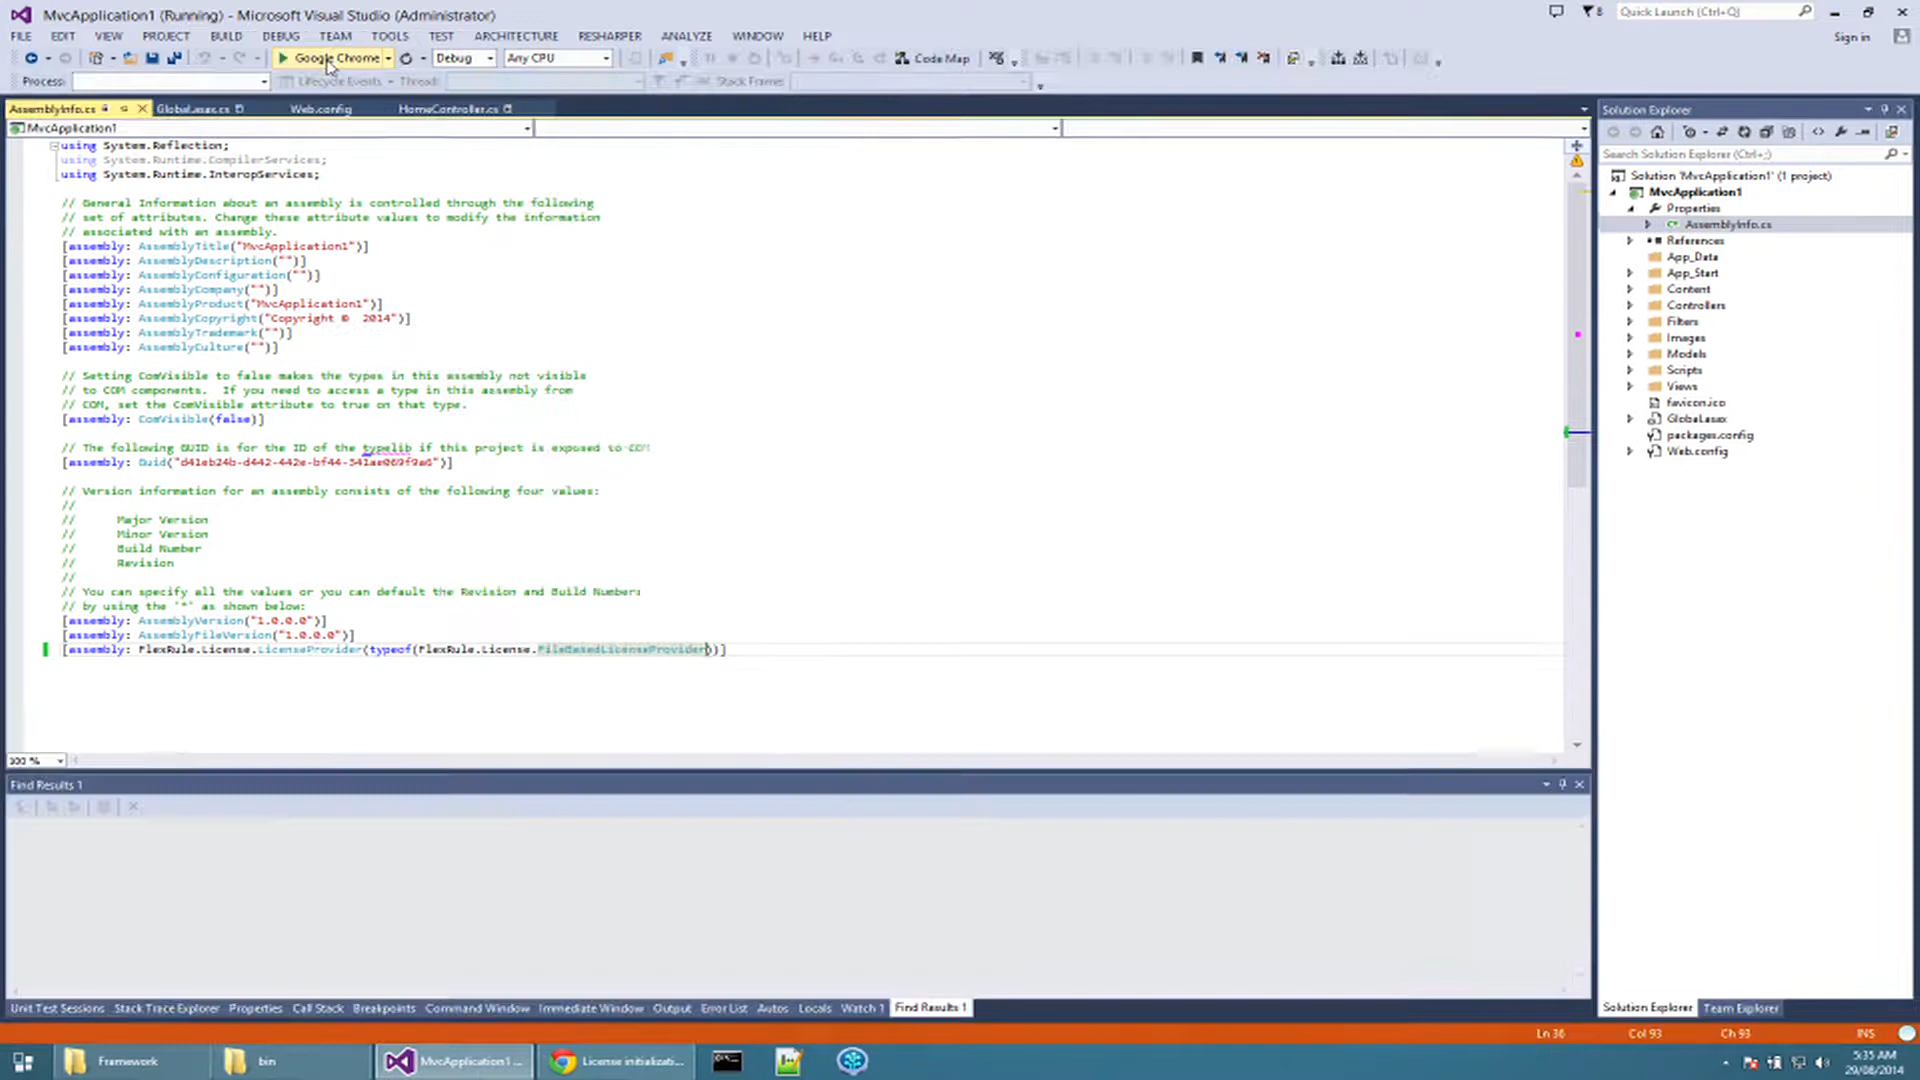 MvcApplication1 (Running) - Microsoft Visual Studio (Administrator)
8
Quick Launch (Ctrl+Q)
FILE EDIT VIEW PROJECT BUILD DEBUG TEAM TOOLS TEST ARCHITECTURE RESHARPER ANALYZE WINDOW HELP
Sign in
Google Chrome Debug Any CPU Code Map
Process: Lifecycle Events Thread: Stack Frame:
AssemblyInfo.cs Global.asax.cs Web.config HomeController.cs
MvcApplication1
using System.Reflection;
using System.Runtime.CompilerServices;
using System.Runtime.InteropServices;
// General Information about an assembly is controlled through the following
// set of attributes. Change these attribute values to modify the information
// associated with an assembly.
[assembly: AssemblyTitle("MvcApplication1")]
[assembly: AssemblyDescription("")]
[assembly: AssemblyConfiguration("")]
[assembly: AssemblyCompany("")]
[assembly: AssemblyProduct("MvcApplication1")]
[assembly: AssemblyCopyright("Copyright ©  2014")]
[assembly: AssemblyTrademark("")]
[assembly: AssemblyCulture("")]
// Setting ComVisible to false makes the types in this assembly not visible
// to COM components.  If you need to access a type in this assembly from
// COM, set the ComVisible attribute to true on that type.
[assembly: ComVisible(false)]
// The following GUID is for the ID of the typelib if this project is exposed to COM
[assembly: Guid("d41eb24b-d442-442e-bf44-341ae069f9a6")]
// Version information for an assembly consists of the following four values:
//
//      Major Version
//      Minor Version
//      Build Number
//      Revision
//
// You can specify all the values or you can default the Revision and Build Numbers
// by using the '*' as shown below:
[assembly: AssemblyVersion("1.0.0.0")]
[assembly: AssemblyFileVersion("1.0.0.0")]
[assembly: FlexRule.License.LicenseProvider(typeof(FlexRule.License.FileBasedLicenseProvider))]
100 %
Find Results 1
Unit Test Sessions Stack Trace Explorer Properties Call Stack Breakpoints Command Window Immediate Window Output Error List Autos Locals Watch 1 Find Results 1
Solution Explorer
Search Solution Explorer (Ctrl+;)
Solution 'MvcApplication1' (1 project)
MvcApplication1
Properties
AssemblyInfo.cs
References
App_Data
App_Start
Content
Controllers
Filters
Images
Models
Scripts
Views
favicon.ico
Global.asax
packages.config
Web.config
Solution Explorer Team Explorer
Ln 36 Col 93 Ch 93 INS
Framework bin MvcApplication1 ... License initializati...
5:35 AM
29/08/2014